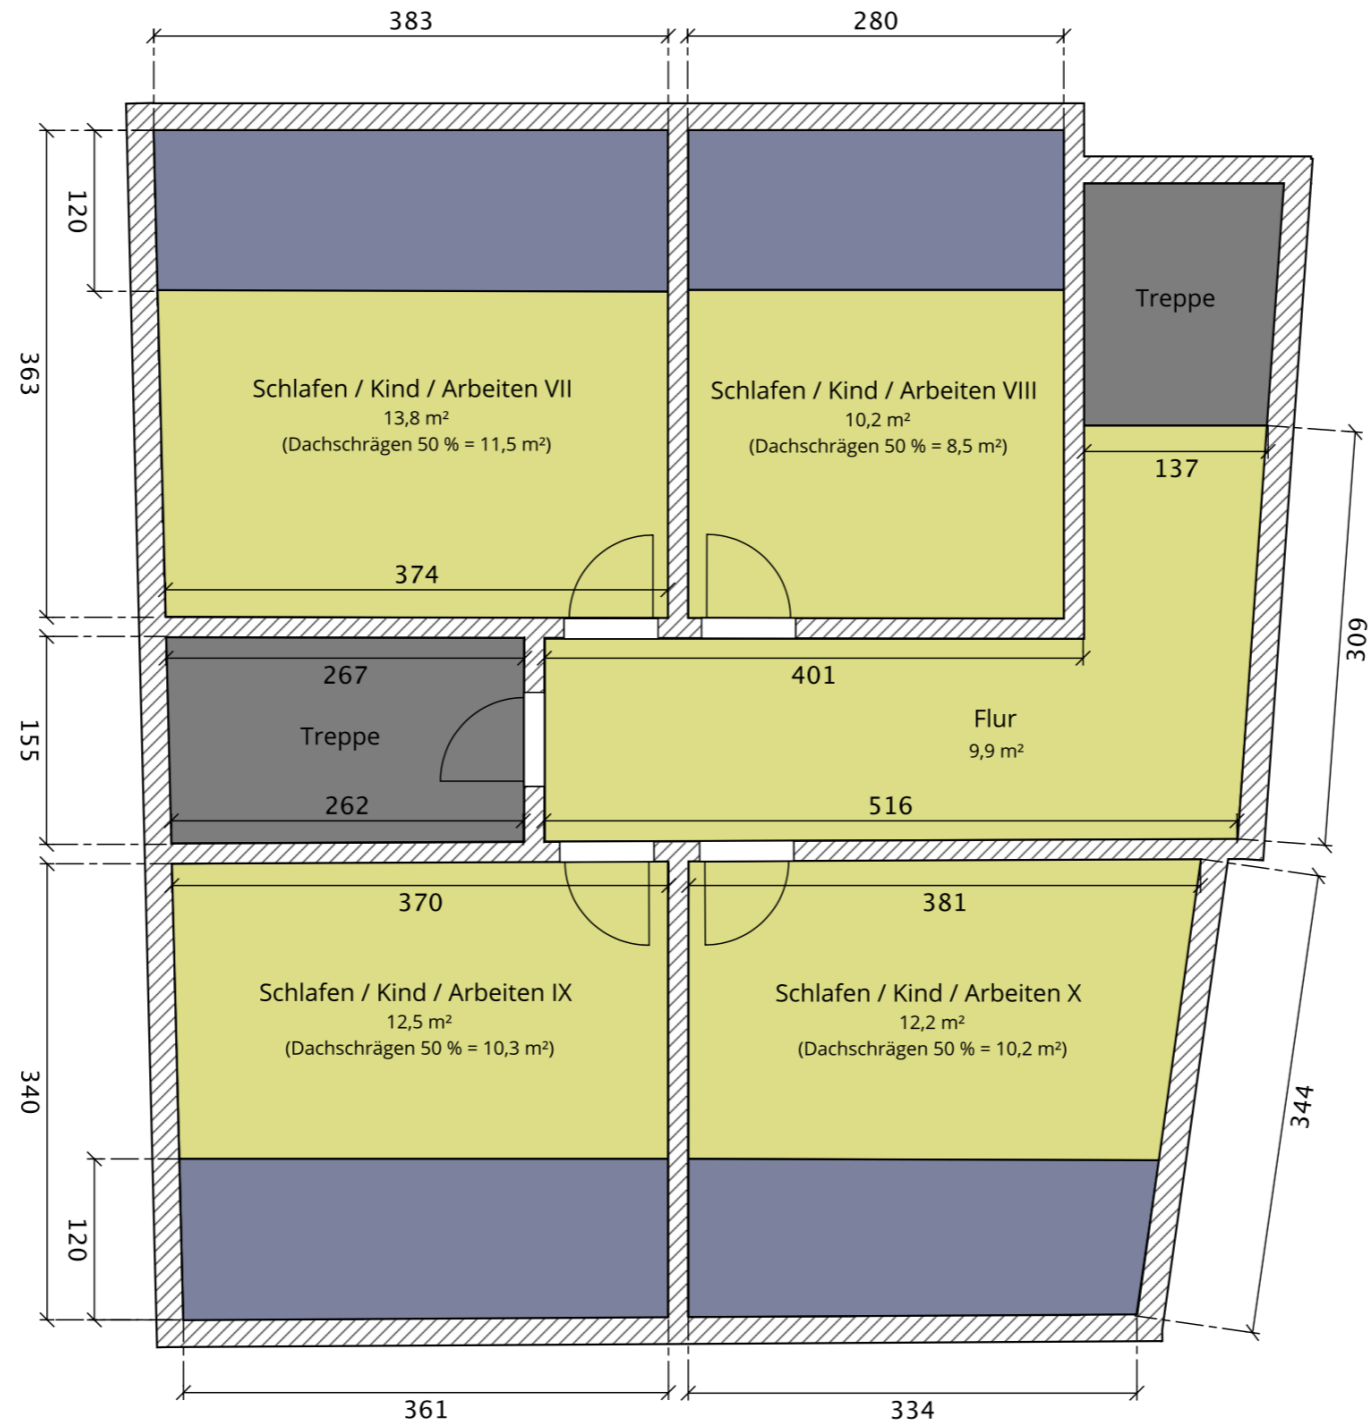 383
280
120
363
Treppe
Schlafen / Kind / Arbeiten VII
13,8 m²
(Dachschrägen 50 % = 11,5 m²)
Schlafen / Kind / Arbeiten VIII
10,2 m²
(Dachschrägen 50 % = 8,5 m²)
137
374
309
267
401
155
Treppe
Flur
9,9 m²
262
516
370
381
Schlafen / Kind / Arbeiten IX
12,5 m²
(Dachschrägen 50 % = 10,3 m²)
Schlafen / Kind / Arbeiten X
12,2 m²
(Dachschrägen 50 % = 10,2 m²)
340
344
120
361
334